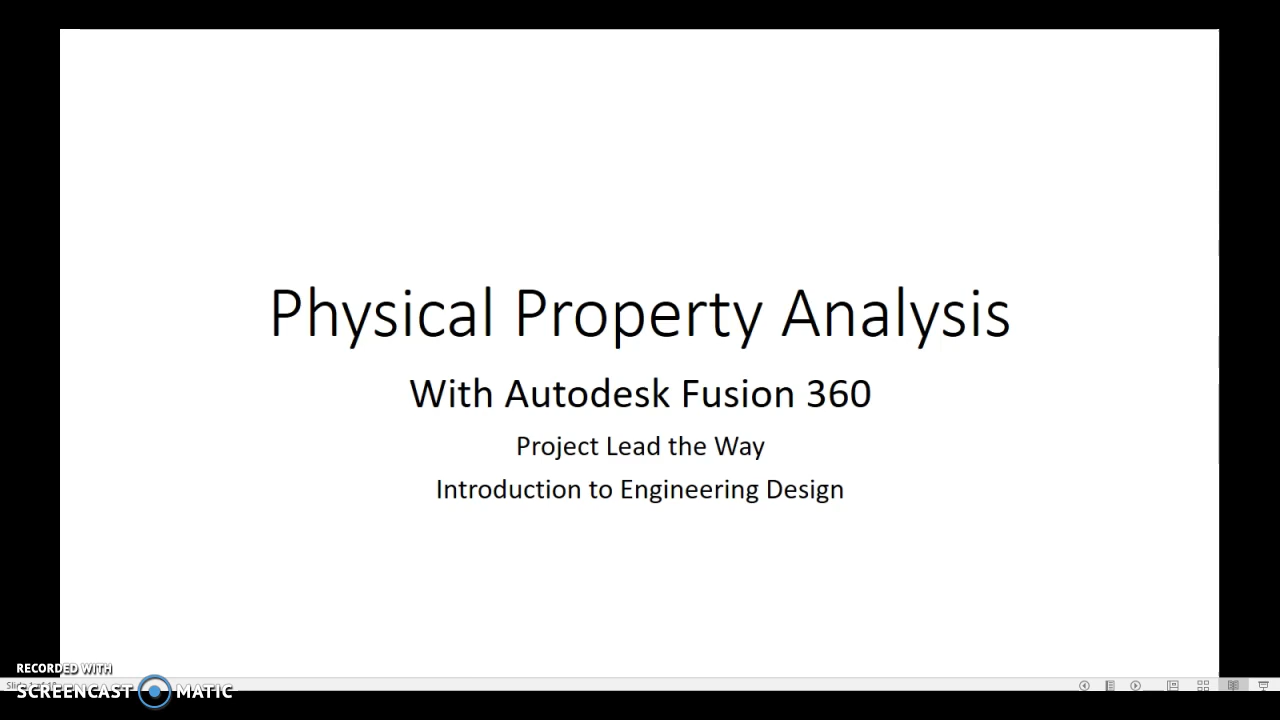 Physical Property Analysis
With Autodesk Fusion 360
Project Lead the Way
Introduction to Engineering Design
RECORDED WITH
SCREENCAST MATIC